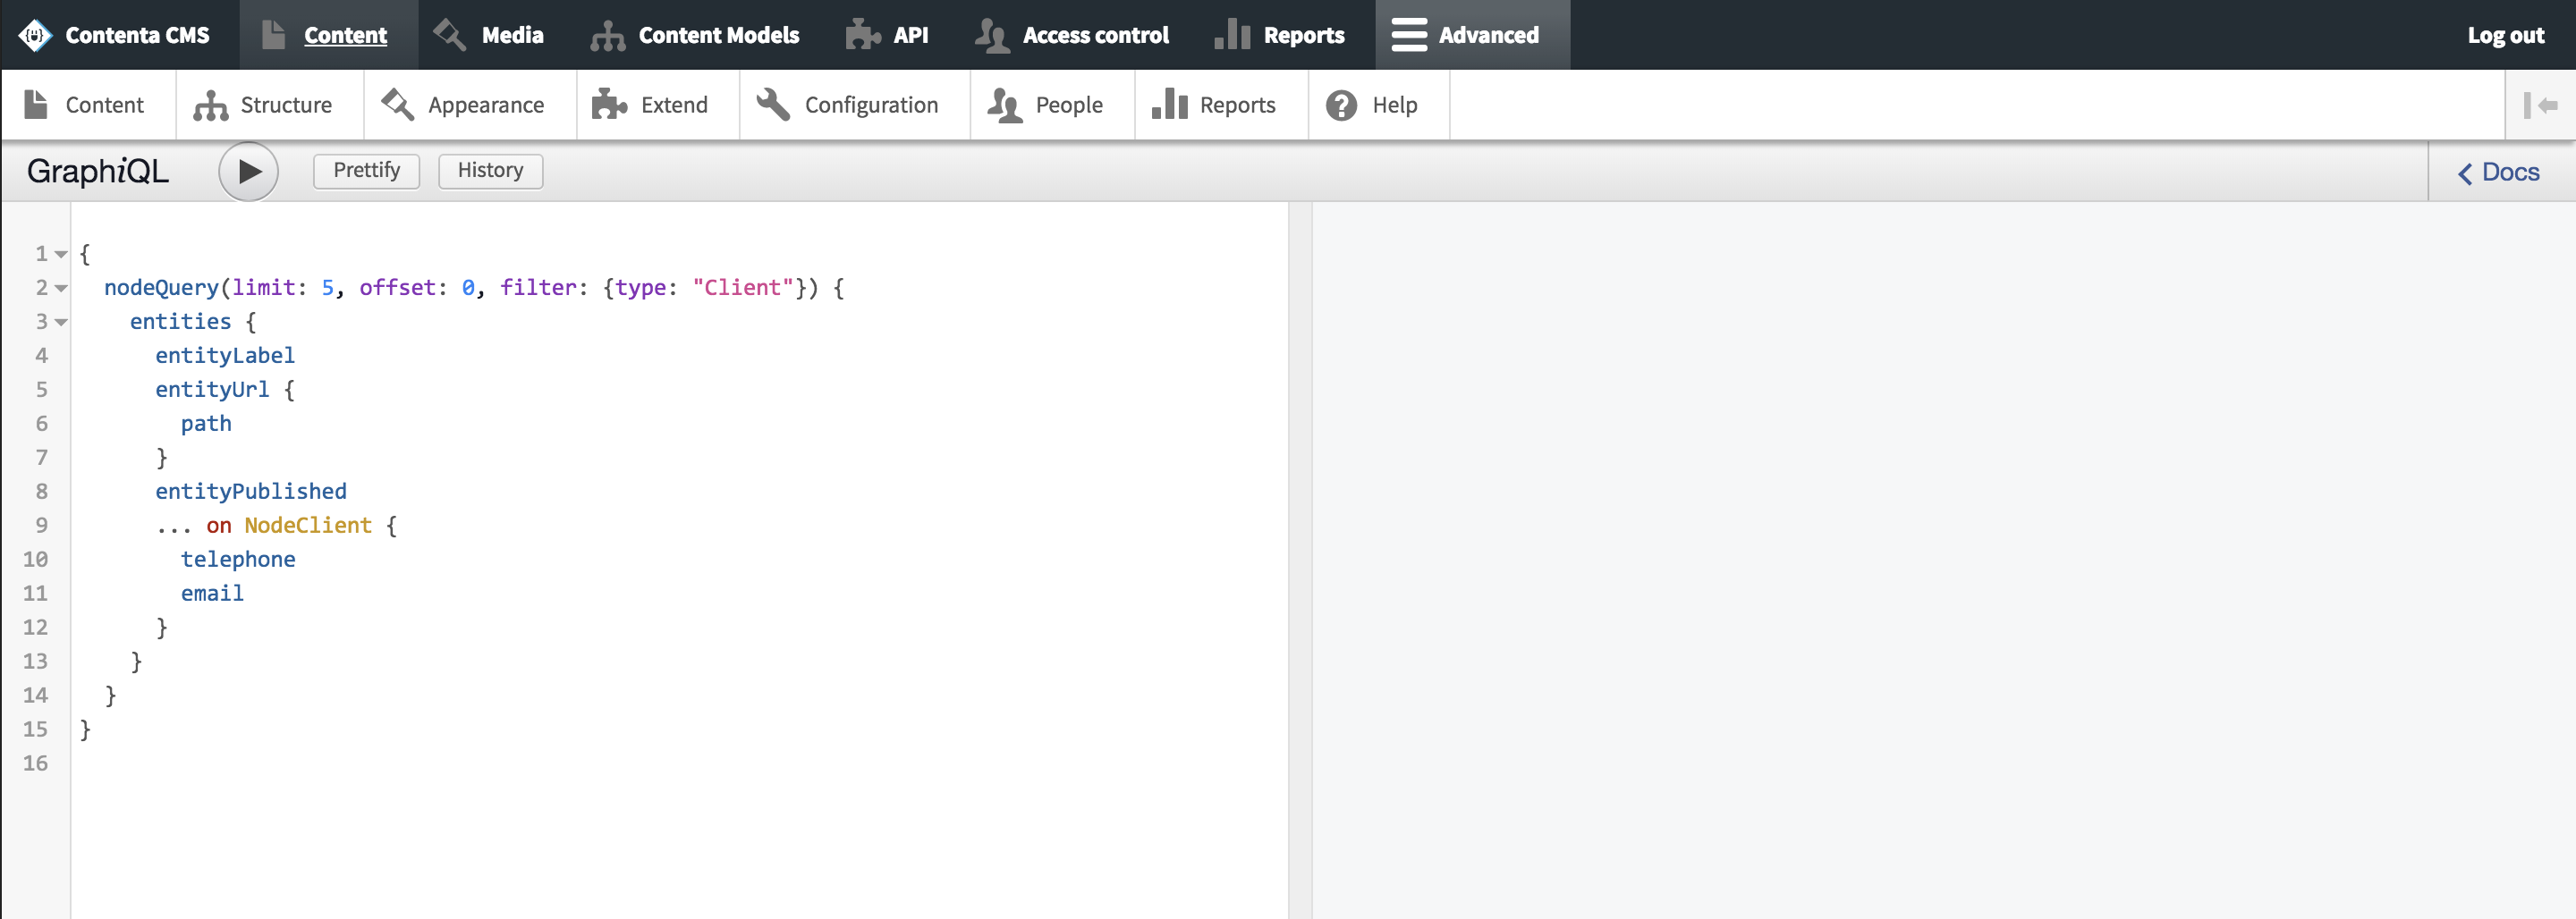 Contenta CMS Content Media Content Models API Access control Reports Advanced Log out
Content Structure Appearance Extend Configuration People Reports Help
GraphiQL Prettify History Docs
1 {
2 nodeQuery(limit: 5, offset: 0, filter: {type: "Client"}) {
3 entities {
4 entityLabel
5 entityUrl {
6 path
7 }
8 entityPublished
9 ... on NodeClient {
10 telephone
11 email
12 }
13 }
14 }
15 }
16